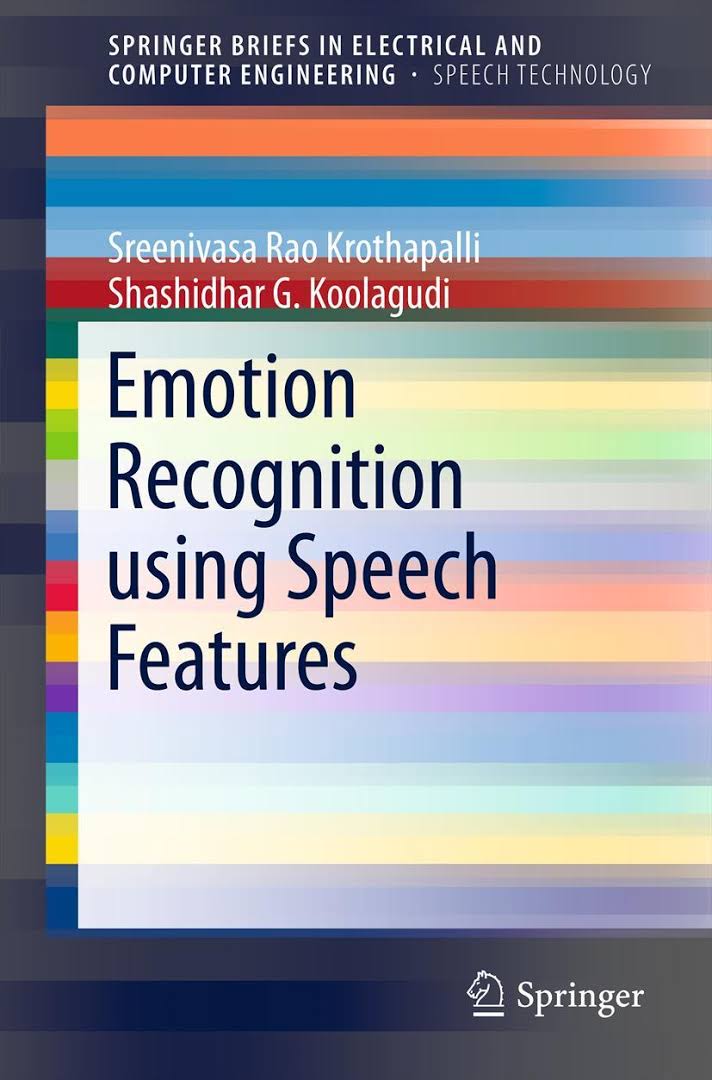 SPRINGER BRIEFS IN ELECTRICAL AND
COMPUTER ENGINEERING · SPEECH TECHNOLOGY
Sreenivasa Rao Krothapalli
Shashidhar G. Koolagudi
Emotion
Recognition
using Speech
Features
Springer